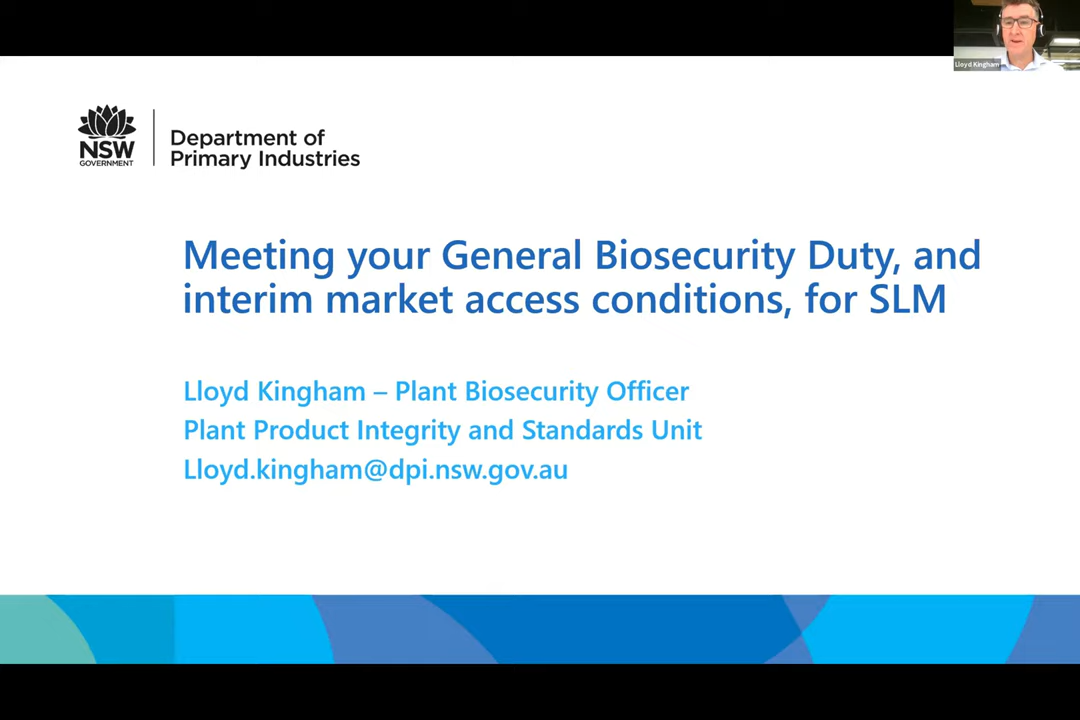 Lloyd Kingham
NSW
GOVERNMENT
Department of
Primary Industries
Meeting your General Biosecurity Duty, and
interim market access conditions, for SLM
Lloyd Kingham – Plant Biosecurity Officer
Plant Product Integrity and Standards Unit
Lloyd.kingham@dpi.nsw.gov.au